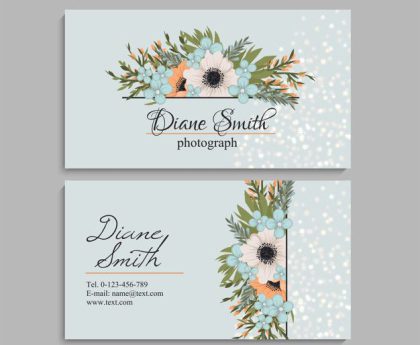 Diane Smith
photograph
Diane
Smith
Tel. 0-123-456-789
E-mail: name@text.com
www.text.com